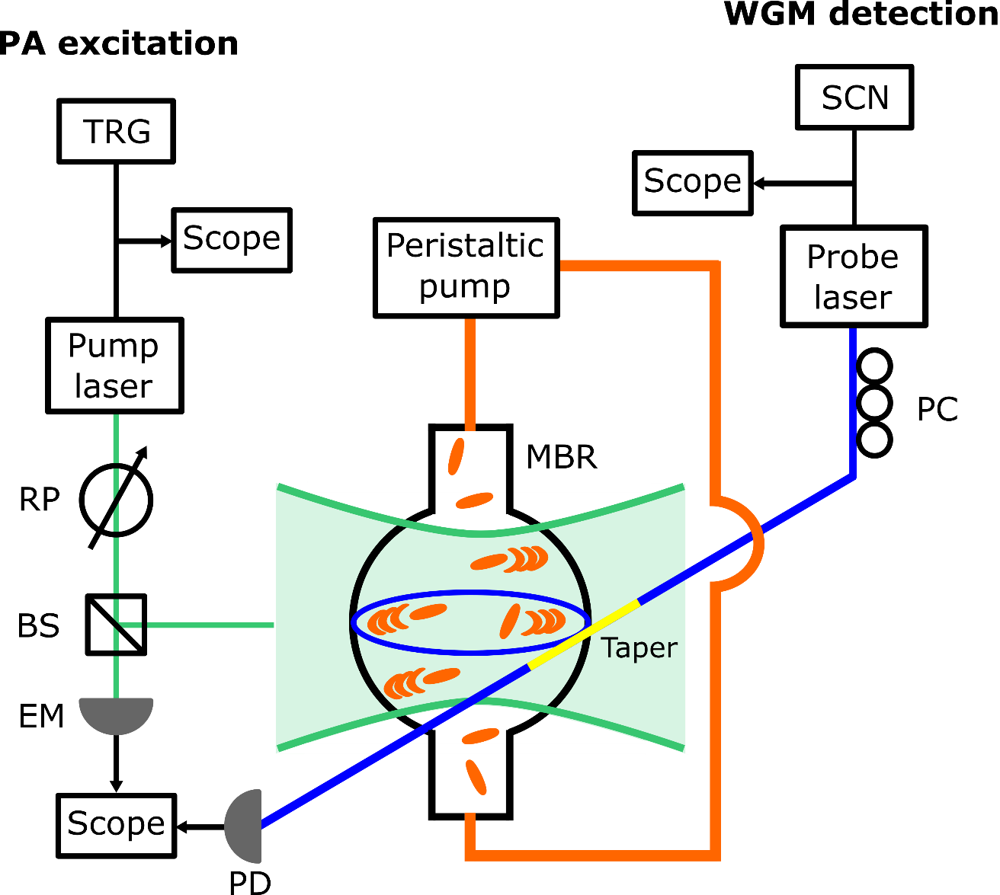 WGM detection
PA excitation
SCN
TRG
Scope
Scope
Peristaltic
pump
Probe
laser
Pump
laser
PC
MBR
RP
BS
Taper
EM
Scope
PD